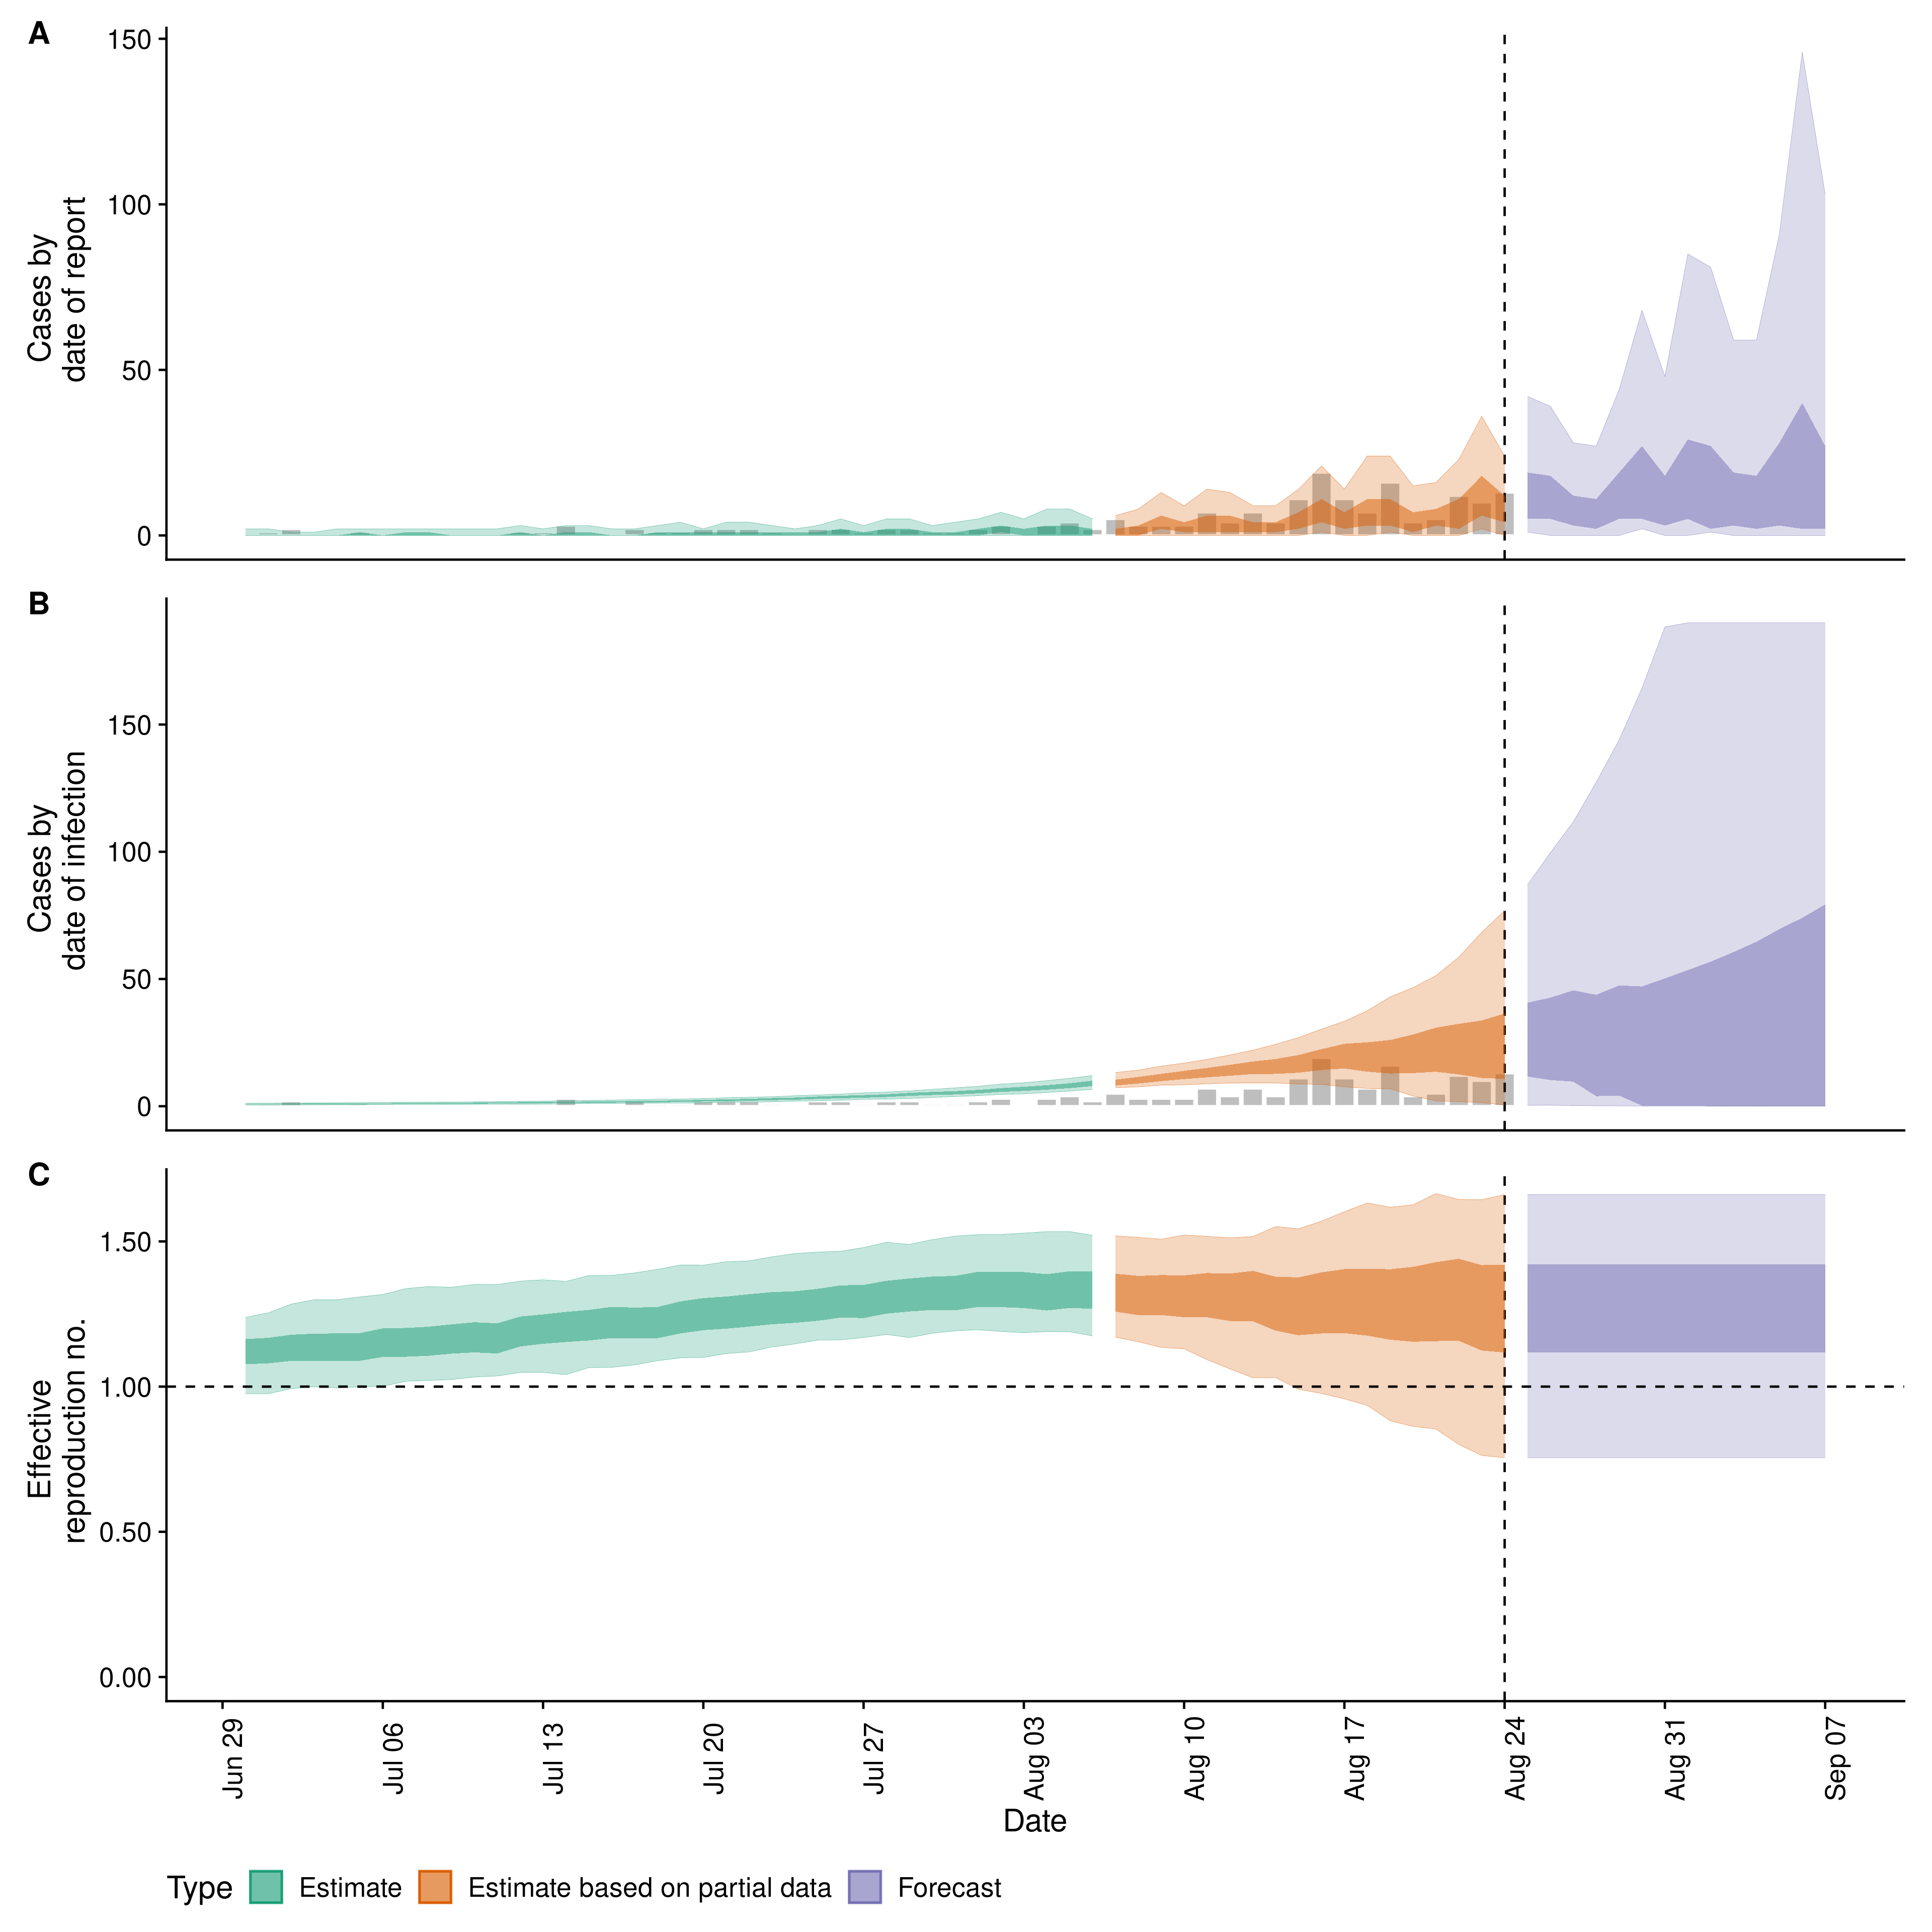 A
Cases by
date of report
150
100
50
0
B
Cases by
date of infection
150
100
50
0
C
Effective
reproduction no.
1.50
1.00
0.50
0.00
Jun 29
Jul 06
Jul 13
Jul 20
Jul 27
Aug 03
Aug 10
Aug 17
Aug 24
Aug 31
Sep 07
Date
Type Estimate Estimate based on partial data Forecast